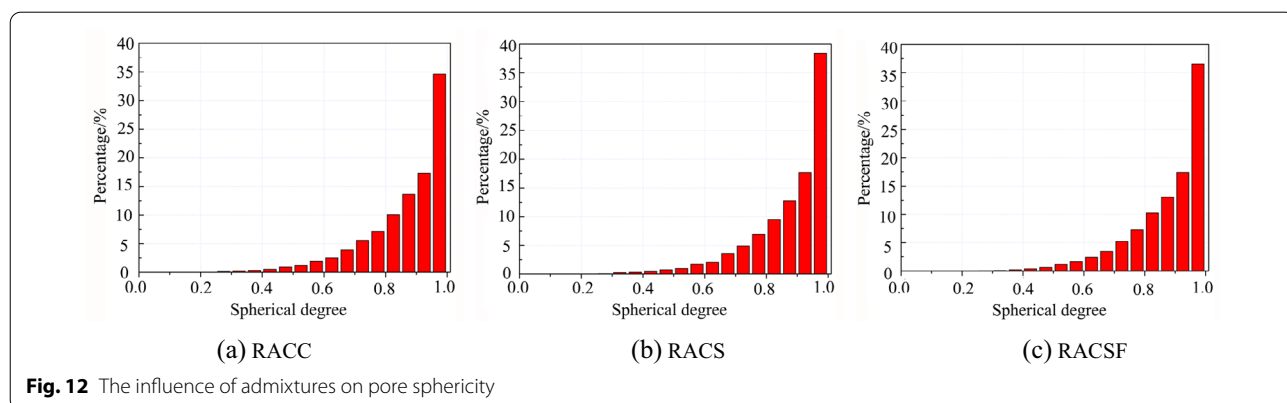 40
35
30
25
20
15
10
5
0
Percentage/%
0.0 0.2 0.4 0.6 0.8 1.0
Spherical degree
(a) RACC
40
35
30
25
20
15
10
5
0
Percentage/%
0.0 0.2 0.4 0.6 0.8 1.0
Spherical degree
(b) RACS
40
35
30
25
20
15
10
5
0
Percentage/%
0.0 0.2 0.4 0.6 0.8 1.0
Spherical degree
(c) RACSF
Fig. 12 The influence of admixtures on pore sphericity